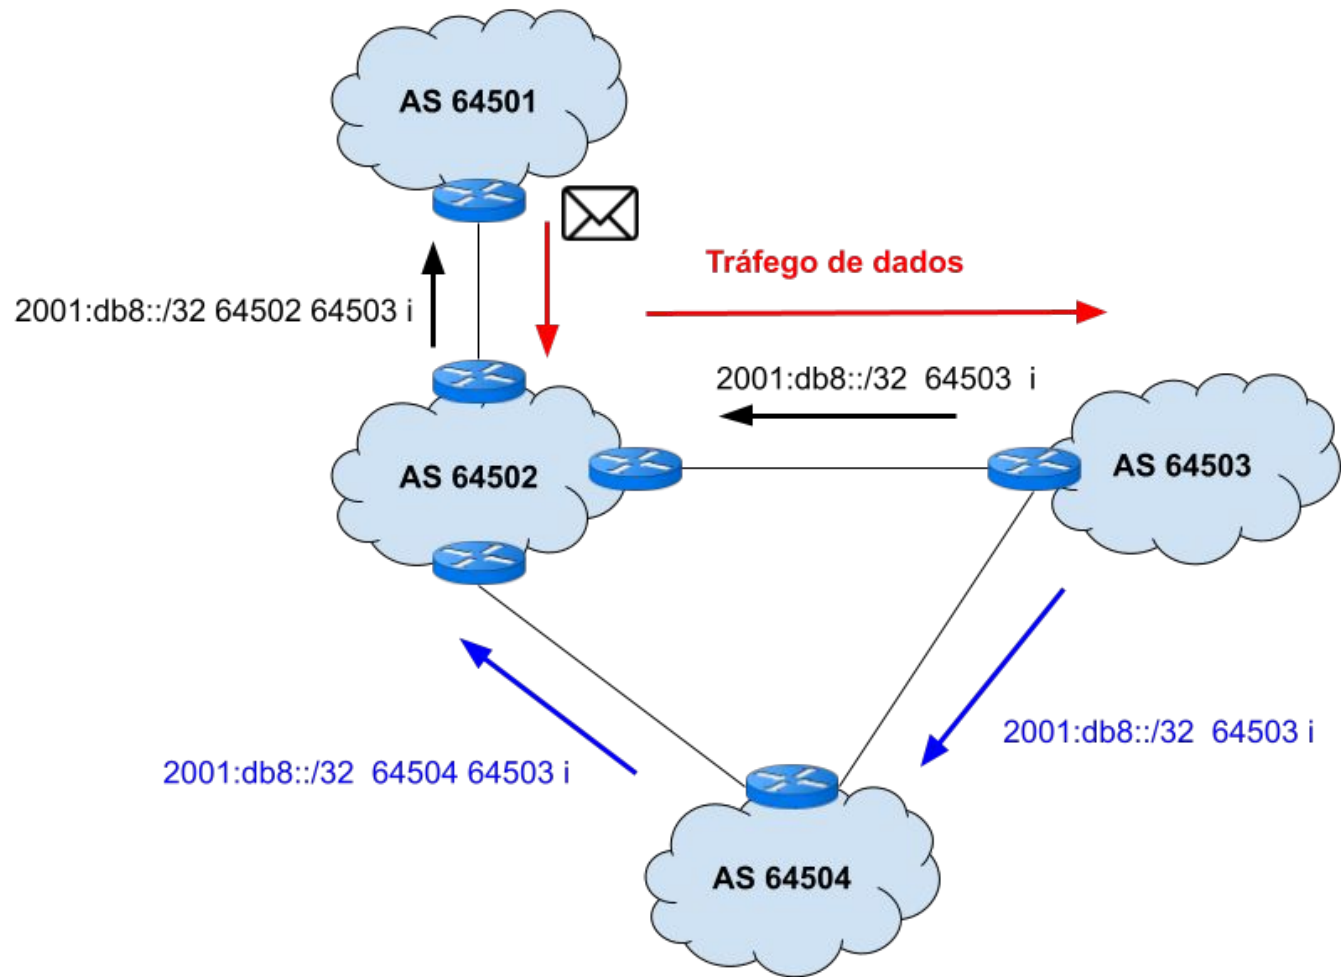 AS 64501
Tráfego de dados
2001:db8::/32 64502 64503 i
2001:db8::/32  64503  i
AS 64502
AS 64503
2001:db8::/32  64503 i
2001:db8::/32  64504 64503 i
AS 64504